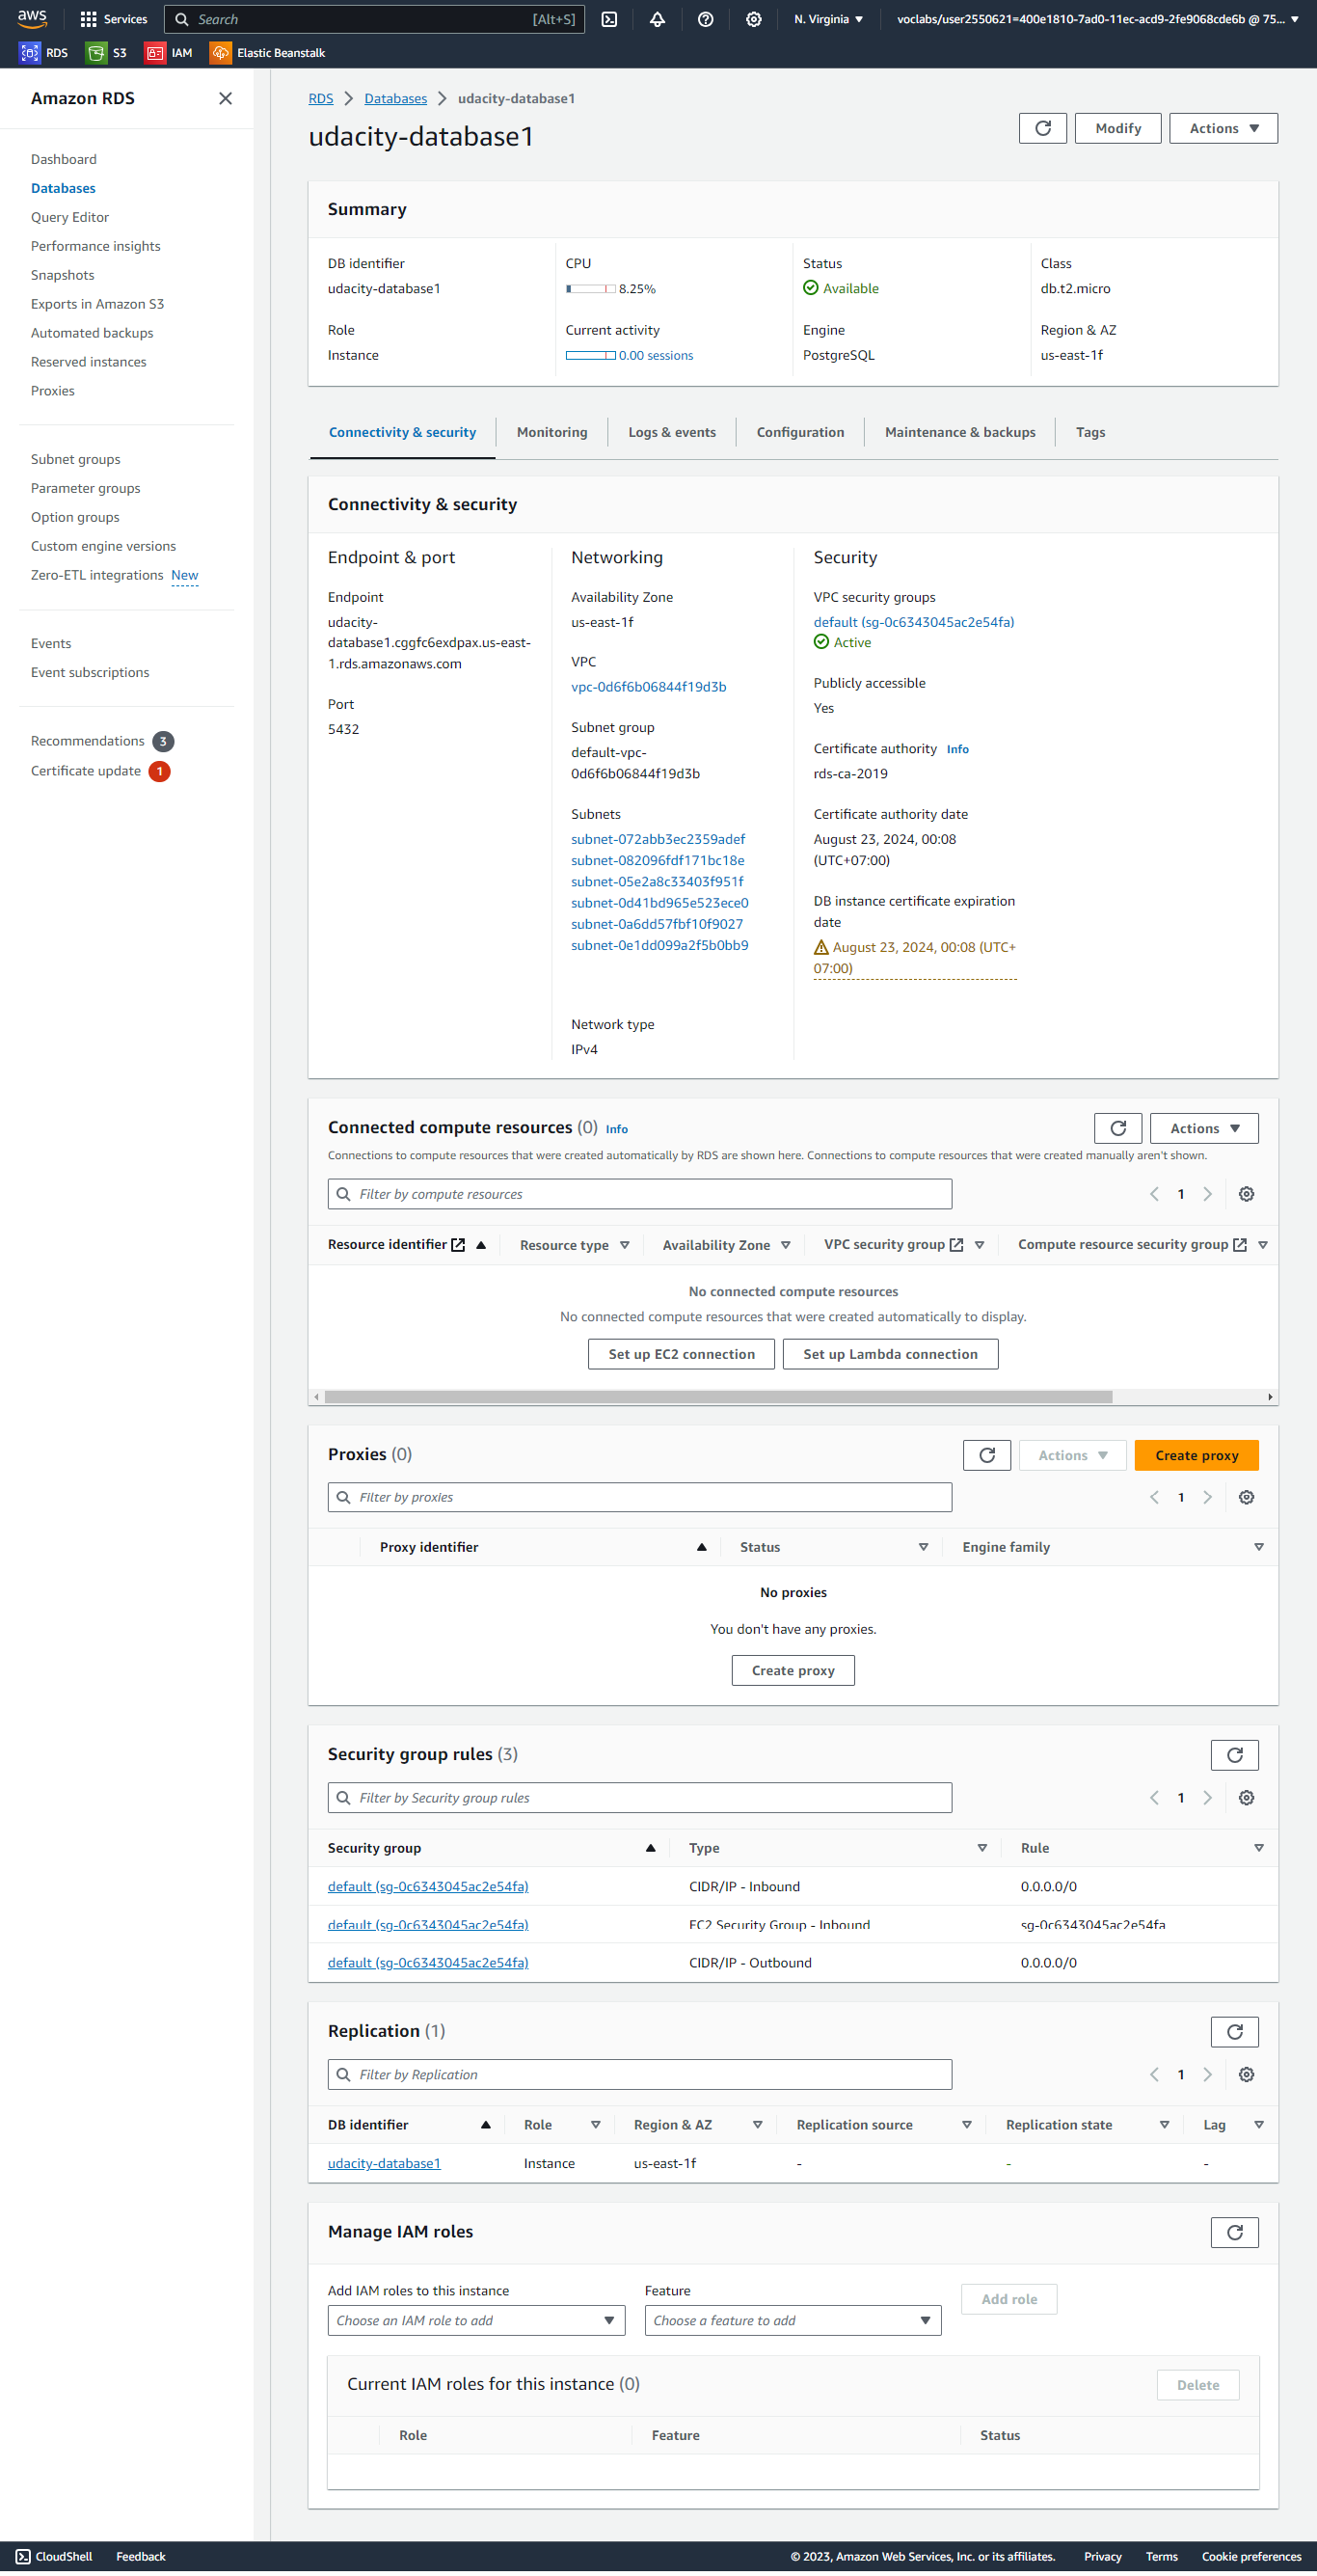 aws Services Search [Alt+S] N. Virginia voclabs/user2550621=400e1810-7ad0-11ec-acd9-2fe9068cde6b @ 75...
RDS S3 IAM Elastic Beanstalk
Amazon RDS
Dashboard
Databases
Query Editor
Performance insights
Snapshots
Exports in Amazon S3
Automated backups
Reserved instances
Proxies
Subnet groups
Parameter groups
Option groups
Custom engine versions
Zero-ETL integrations New
Events
Event subscriptions
Recommendations 3
Certificate update 1
RDS Databases udacity-database1
udacity-database1
Modify Actions
Summary
DB identifier
udacity-database1
CPU
8.25%
Status
Available
Class
db.t2.micro
Role
Instance
Current activity
0.00 sessions
Engine
PostgreSQL
Region & AZ
us-east-1f
Connectivity & security Monitoring Logs & events Configuration Maintenance & backups Tags
Connectivity & security
Endpoint & port
Endpoint
udacity-
database1.cggfc6exdpax.us-east-
1.rds.amazonaws.com
Port
5432
Networking
Availability Zone
us-east-1f
VPC
vpc-0d6f6b06844f19d3b
Subnet group
default-vpc-
0d6f6b06844f19d3b
Subnets
subnet-072abb3ec2359adef
subnet-082096fdf171bc18e
subnet-05e2a8c33403f951f
subnet-0d41bd965e523ece0
subnet-0a6dd57fbf10f9027
subnet-0e1dd099a2f5b0bb9
Network type
IPv4
Security
VPC security groups
default (sg-0c6343045ac2e54fa)
Active
Publicly accessible
Yes
Certificate authority Info
rds-ca-2019
Certificate authority date
August 23, 2024, 00:08
(UTC+07:00)
DB instance certificate expiration
date
August 23, 2024, 00:08 (UTC+
07:00)
Connected compute resources (0) Info
Actions
Connections to compute resources that were created automatically by RDS are shown here. Connections to compute resources that were created manually aren't shown.
Filter by compute resources 1
Resource identifier Resource type Availability Zone VPC security group Compute resource security group
No connected compute resources
No connected compute resources that were created automatically to display.
Set up EC2 connection Set up Lambda connection
Proxies (0) Actions Create proxy
Filter by proxies 1
Proxy identifier Status Engine family
No proxies
You don't have any proxies.
Create proxy
Security group rules (3)
Filter by Security group rules 1
Security group Type Rule
default (sg-0c6343045ac2e54fa) CIDR/IP - Inbound 0.0.0.0/0
default (sg-0c6343045ac2e54fa) EC2 Security Group - Inbound sg-0c6343045ac2e54fa
default (sg-0c6343045ac2e54fa) CIDR/IP - Outbound 0.0.0.0/0
Replication (1)
Filter by Replication 1
DB identifier Role Region & AZ Replication source Replication state Lag
udacity-database1 Instance us-east-1f - - -
Manage IAM roles
Add IAM roles to this instance Feature
Choose an IAM role to add Choose a feature to add Add role
Current IAM roles for this instance (0) Delete
Role Feature Status
CloudShell Feedback © 2023, Amazon Web Services, Inc. or its affiliates. Privacy Terms Cookie preferences